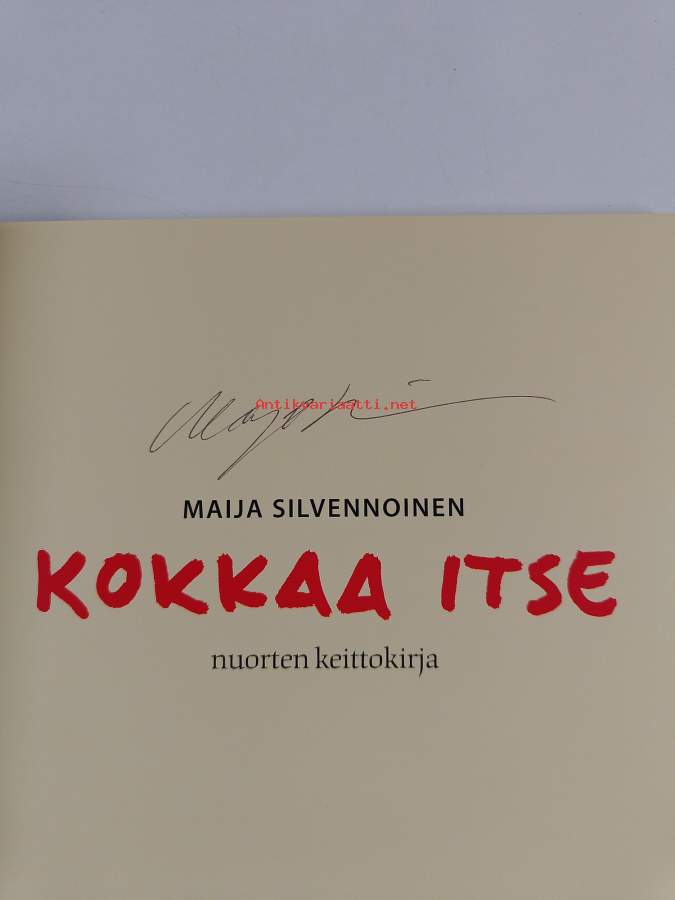 Antikvariaatti.net
MAIJA SILVENNOINEN
KOKKAA ITSE
nuorten keittokirja